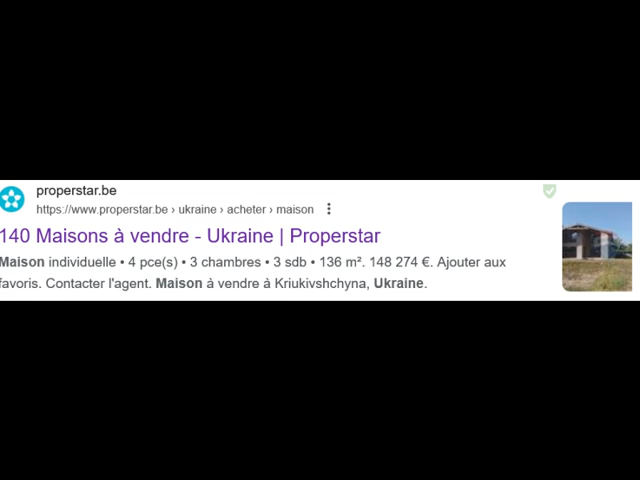 properstar.be
https://www.properstar.be › ukraine › acheter › maison
140 Maisons à vendre - Ukraine | Properstar
Maison individuelle • 4 pce(s) • 3 chambres • 3 sdb • 136 m². 148 274 €. Ajouter aux
favoris. Contacter l'agent. Maison à vendre à Kriukivshchyna, Ukraine.